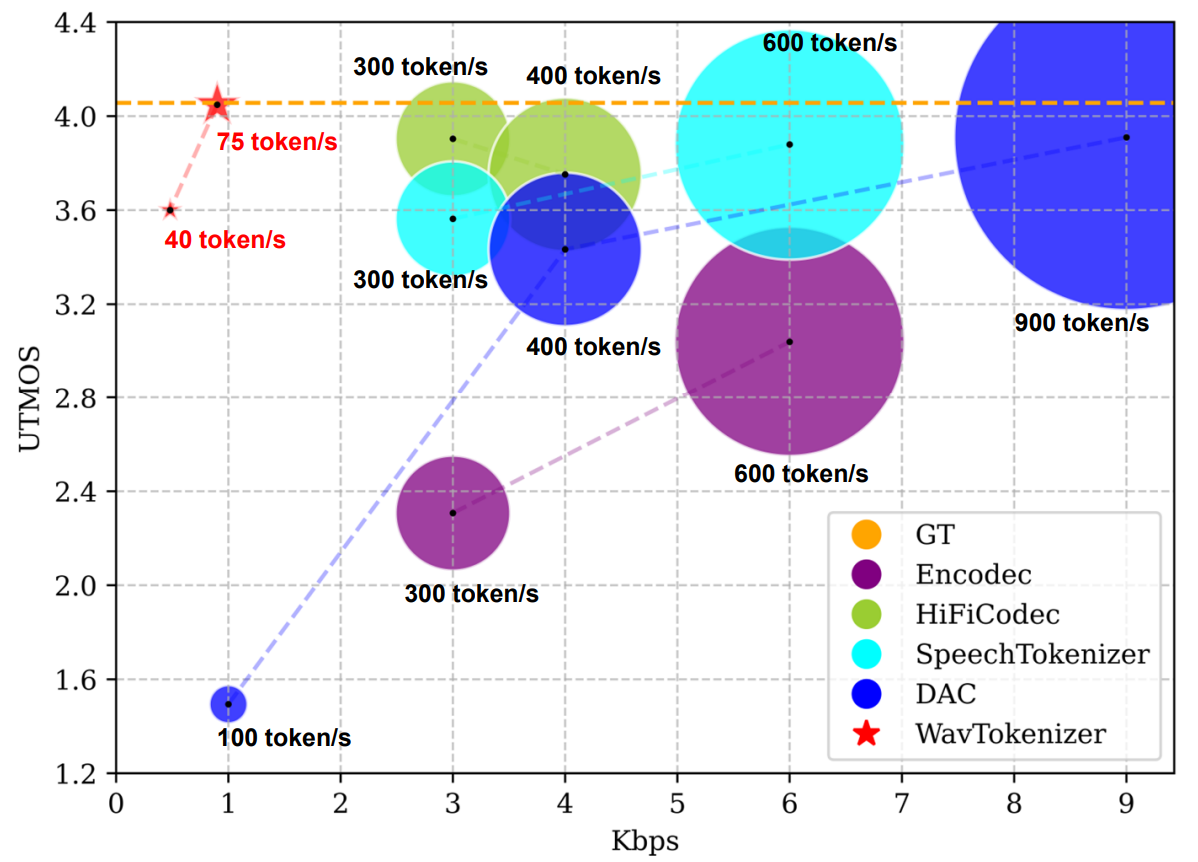 4.4
4.0
3.6
3.2
2.8
2.4
2.0
1.6
1.2
UTMOS
0 1 2 3 4 5 6 7 8 9
Kbps
600 token/s
300 token/s
400 token/s
75 token/s
40 token/s
300 token/s
900 token/s
400 token/s
600 token/s
300 token/s
100 token/s
GT
Encodec
HiFiCodec
SpeechTokenizer
DAC
WavTokenizer